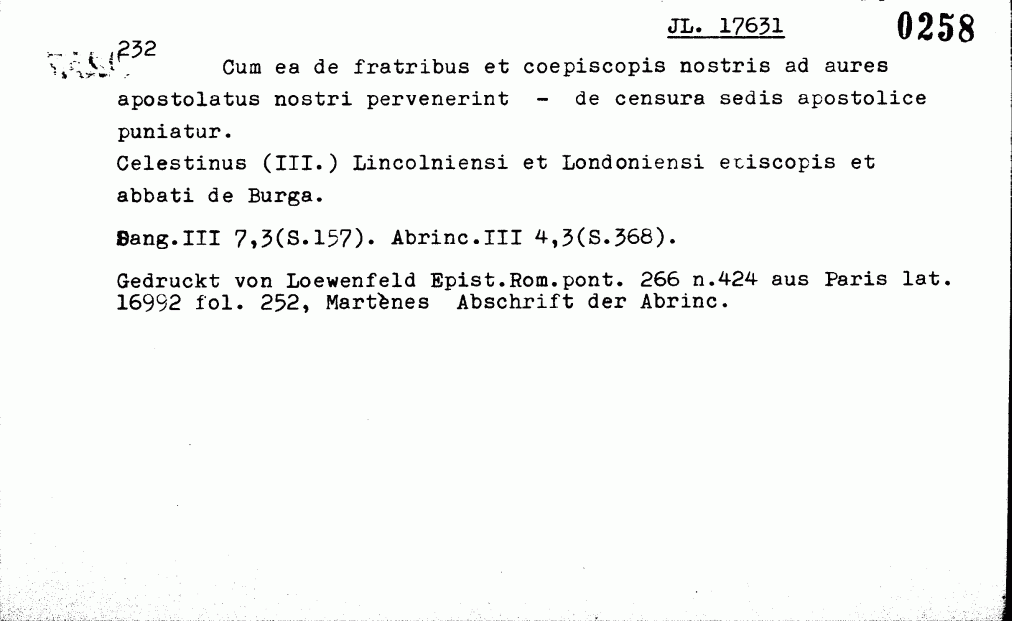 JL. 17631 0258
232
Cum ea de fratribus et coepiscopis nostris ad aures
apostolatus nostri pervenerint - de censura sedis apostolice
puniatur.
Celestinus (III.) Lincolniensi et Londoniensi eciscopis et
abbati de Burga.
Sang.III 7,3(S.157). Abrinc.III 4,3(S.368).
Gedruckt von Loewenfeld Epist.Rom.pont. 266 n.424 aus Paris lat.
16992 fol. 252, Martènes Abschrift der Abrinc.